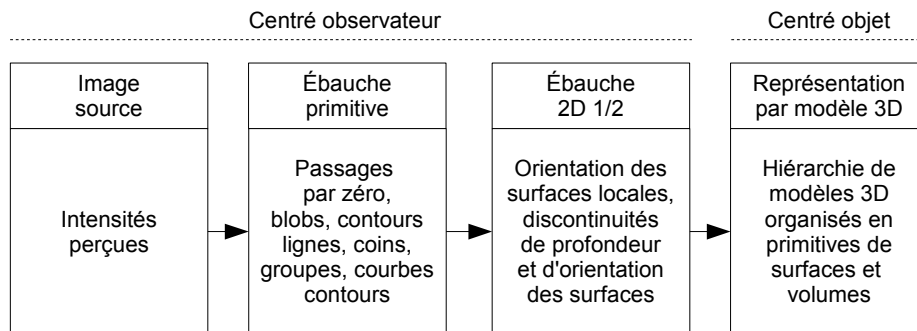 Centré observateur
Centré objet
Image
source
Ébauche
primitive
Ébauche
2D 1/2
Représentation
par modèle 3D
Intensités
perçues
Passages
par zéro,
blobs, contours
lignes, coins,
groupes, courbes
contours
Orientation des
surfaces locales,
discontinuités
de profondeur
et d'orientation
des surfaces
Hiérarchie de
modèles 3D
organisés en
primitives de
surfaces et
volumes